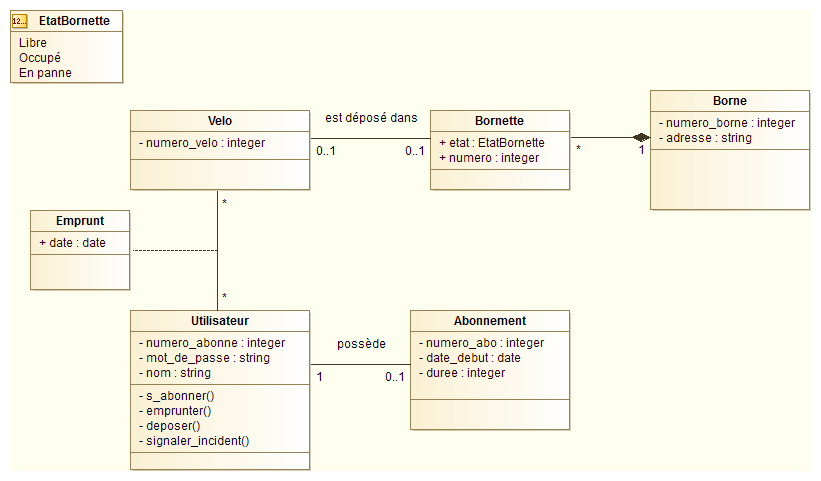 12... EtatBornette
Libre
Occupé
En panne
Velo
- numero_velo : integer
est déposé dans
0..1
0..1
Bornette
+ etat : EtatBornette
+ numero : integer
*
1
Borne
- numero_borne : integer
- adresse : string
*
Emprunt
+ date : date
*
Utilisateur
- numero_abonne : integer
- mot_de_passe : string
- nom : string
- s_abonner()
- emprunter()
- deposer()
- signaler_incident()
possède
1
0..1
Abonnement
- numero_abo : integer
- date_debut : date
- duree : integer